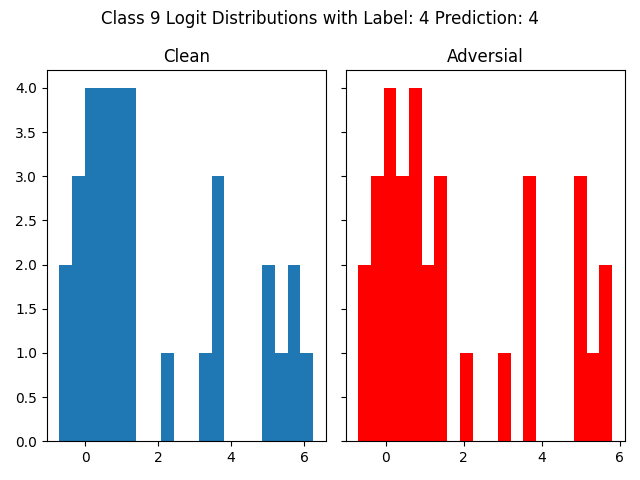 Class 9 Logit Distributions with Label: 4 Prediction: 4
Clean
Adversial
4.0
3.5
3.0
2.5
2.0
1.5
1.0
0.5
0.0
0 2 4 6
0 2 4 6